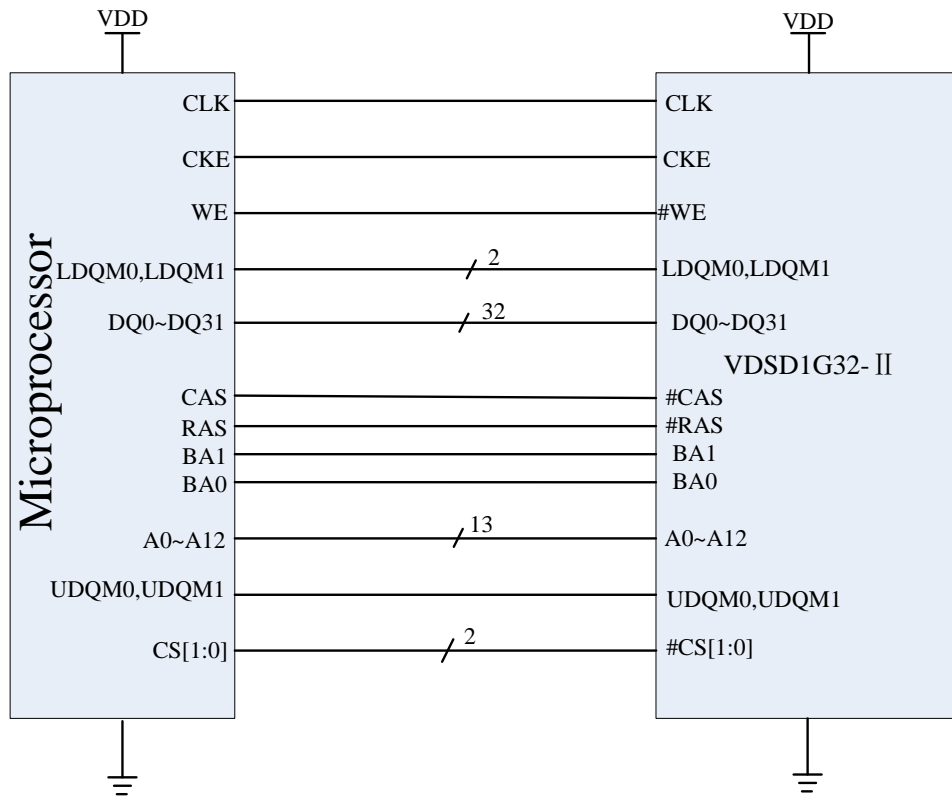 VDD
VDD
CLK
CLK
CKE
CKE
WE
#WE
LDQM0,LDQM1
2
LDQM0,LDQM1
DQ0~DQ31
32
DQ0~DQ31
VDSD1G32-Ⅱ
Microprocessor
CAS
#CAS
RAS
#RAS
BA1
BA1
BA0
BA0
A0~A12
13
A0~A12
UDQM0,UDQM1
UDQM0,UDQM1
CS[1:0]
2
#CS[1:0]